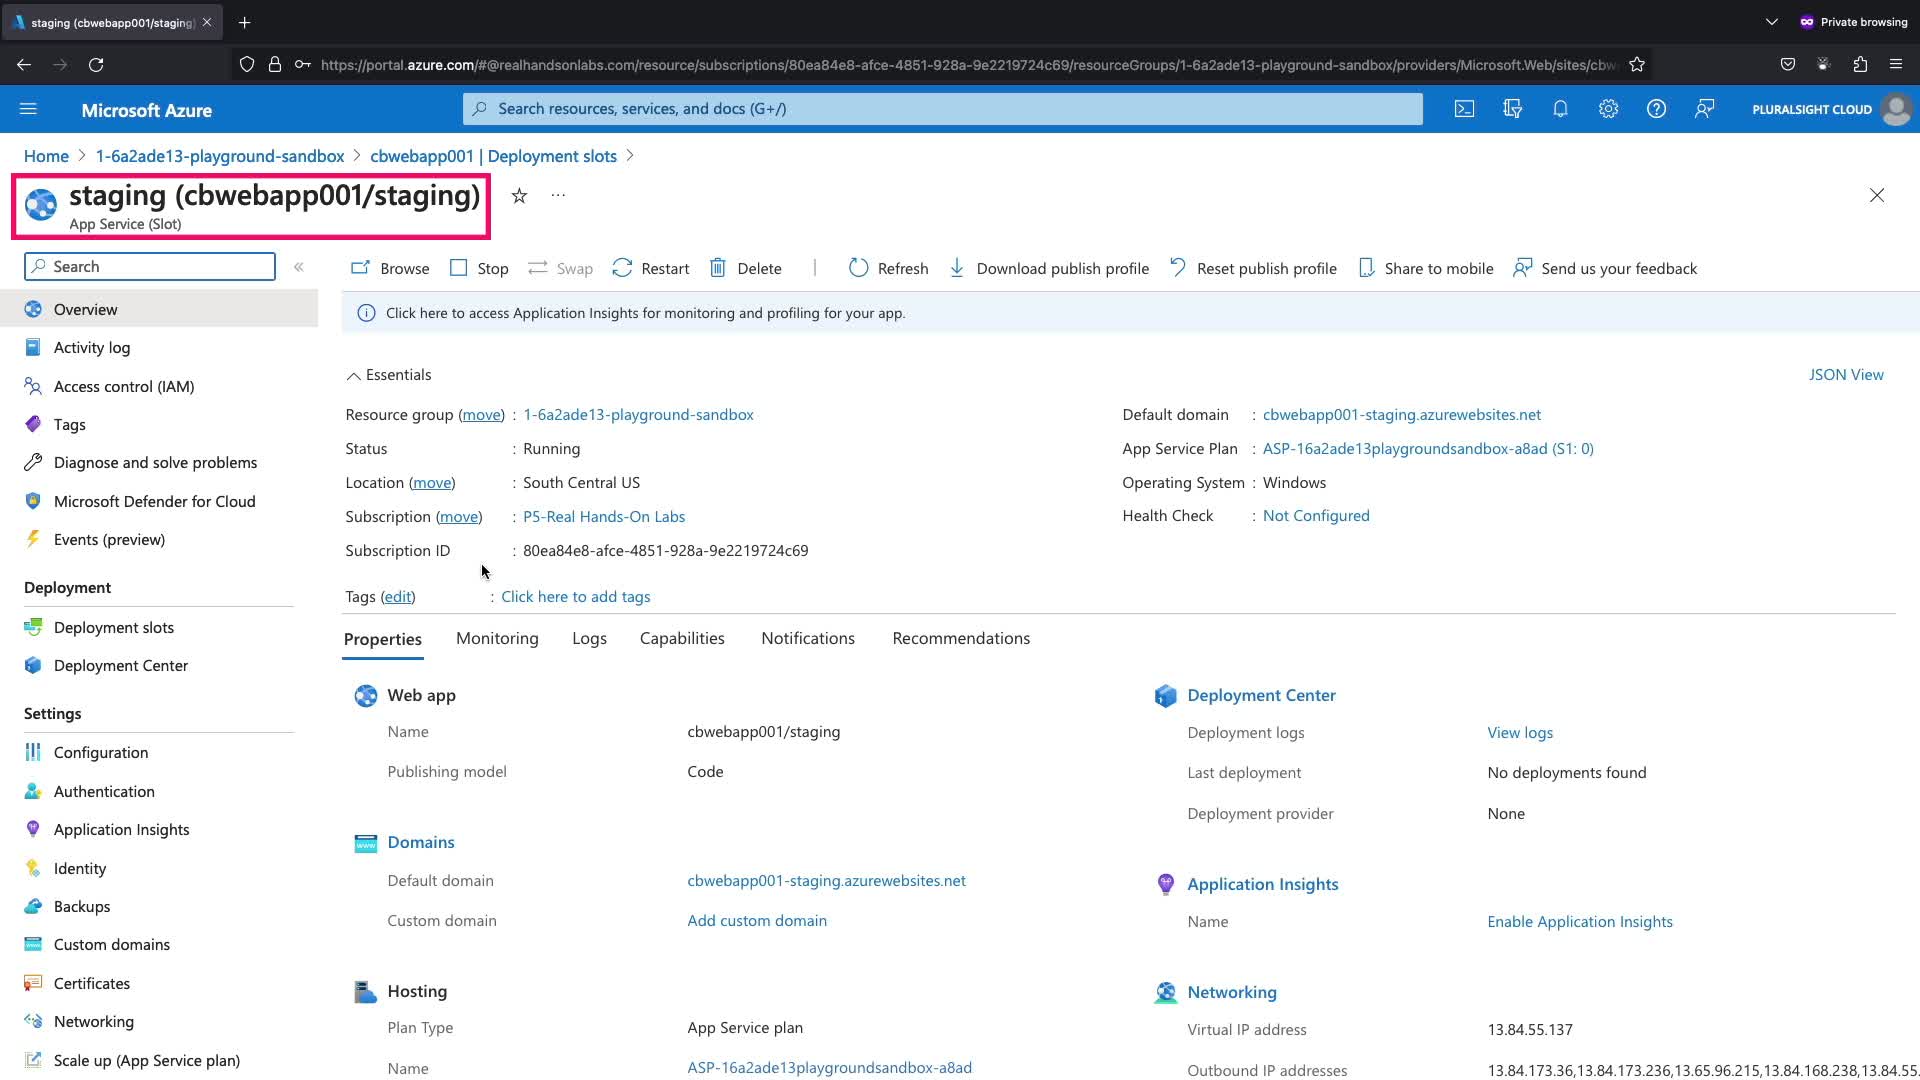 staging (cbwebapp001/staging)
Private browsing
https://portal.azure.com/#@realhandsonlabs.com/resource/subscriptions/80ea84e8-afce-4851-928a-9e2219724c69/resourceGroups/1-6a2ade13-playground-sandbox/providers/Microsoft.Web/sites/cbw
Microsoft Azure
Search resources, services, and docs (G+/)
PLURALSIGHT CLOUD
Home > 1-6a2ade13-playground-sandbox > cbwebapp001 | Deployment slots >
staging (cbwebapp001/staging)
App Service (Slot)
Search
Browse Stop Swap Restart Delete | Refresh Download publish profile Reset publish profile Share to mobile Send us your feedback
Click here to access Application Insights for monitoring and profiling for your app.
Overview
Activity log
Access control (IAM)
Tags
Diagnose and solve problems
Microsoft Defender for Cloud
Events (preview)
Deployment
Deployment slots
Deployment Center
Settings
Configuration
Authentication
Application Insights
Identity
Backups
Custom domains
Certificates
Networking
Scale up (App Service plan)
Essentials
JSON View
Resource group (move) : 1-6a2ade13-playground-sandbox
Status : Running
Location (move) : South Central US
Subscription (move) : P5-Real Hands-On Labs
Subscription ID : 80ea84e8-afce-4851-928a-9e2219724c69
Default domain : cbwebapp001-staging.azurewebsites.net
App Service Plan : ASP-16a2ade13playgroundsandbox-a8ad (S1: 0)
Operating System : Windows
Health Check : Not Configured
Tags (edit) : Click here to add tags
Properties Monitoring Logs Capabilities Notifications Recommendations
Web app
Name cbwebapp001/staging
Publishing model Code
Domains
Default domain cbwebapp001-staging.azurewebsites.net
Custom domain Add custom domain
Hosting
Plan Type App Service plan
Name ASP-16a2ade13playgroundsandbox-a8ad
Deployment Center
Deployment logs View logs
Last deployment No deployments found
Deployment provider None
Application Insights
Name Enable Application Insights
Networking
Virtual IP address 13.84.55.137
Outbound IP addresses 13.84.173.36,13.84.173.236,13.65.96.215,13.84.168.238,13.84.55.